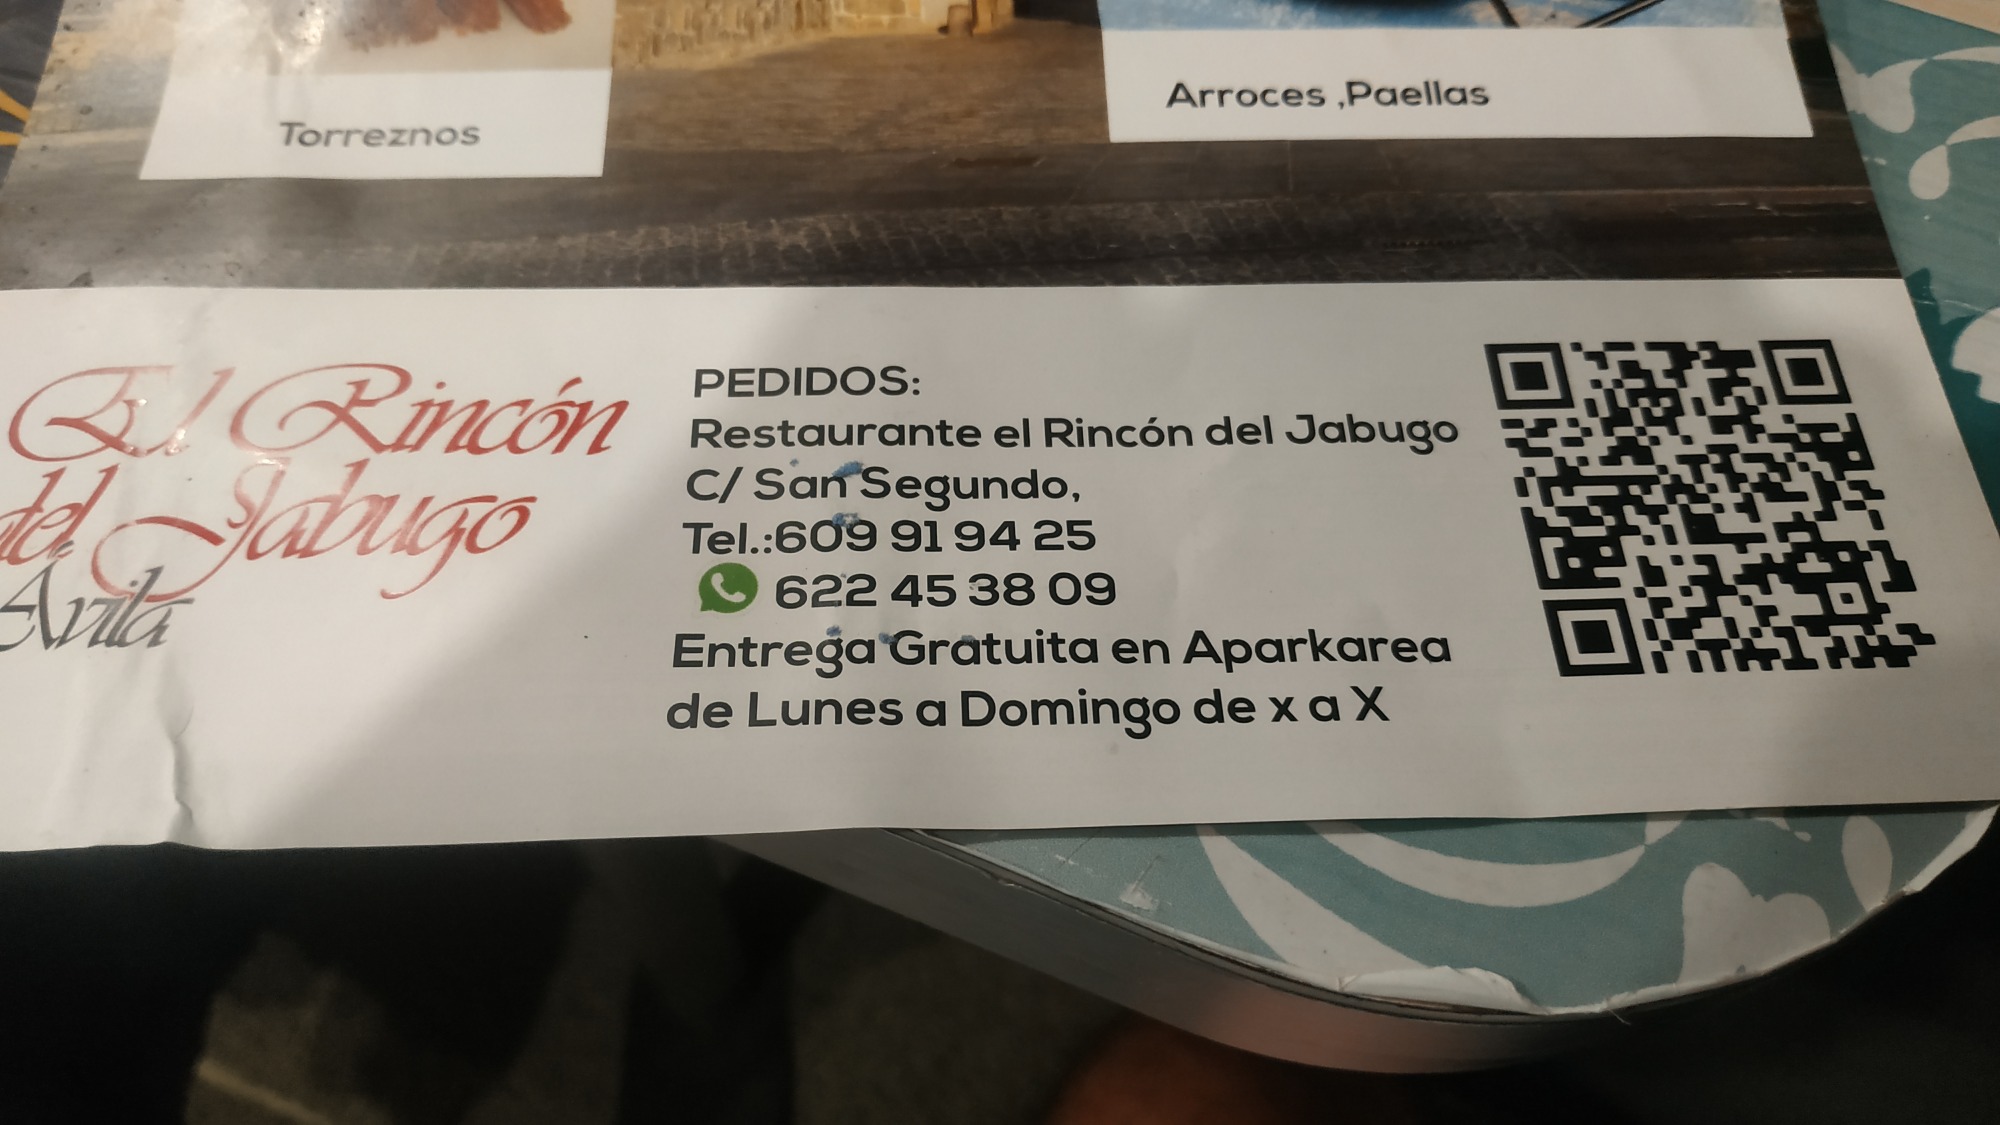 Torreznos
Arroces ,Paellas
El Rincón
del Jabugo
Ávila
PEDIDOS:
Restaurante el Rincón del Jabugo
C/ San Segundo,
Tel.:609 91 94 25
622 45 38 09
Entrega Gratuita en Aparkarea
de Lunes a Domingo de x a X